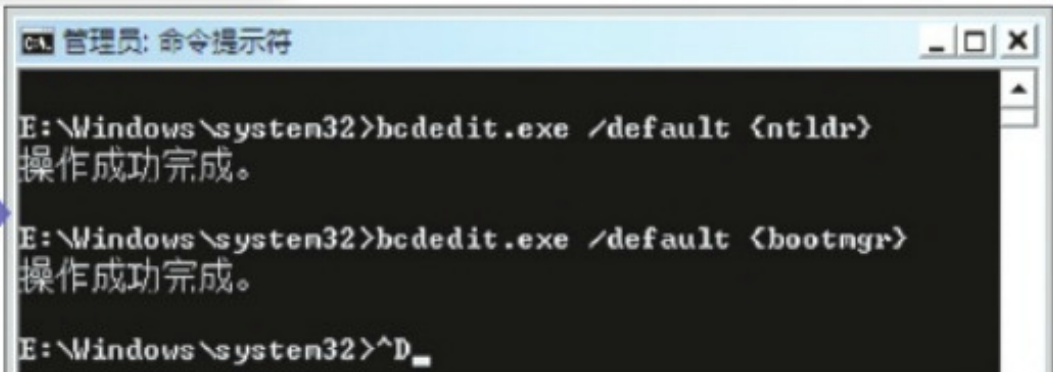 管理员: 命令提示符
E:\Windows\system32>bcdedit.exe /default {ntldr}
操作成功完成。
E:\Windows\system32>bcdedit.exe /default {bootmgr}
操作成功完成。
E:\Windows\system32>^D_